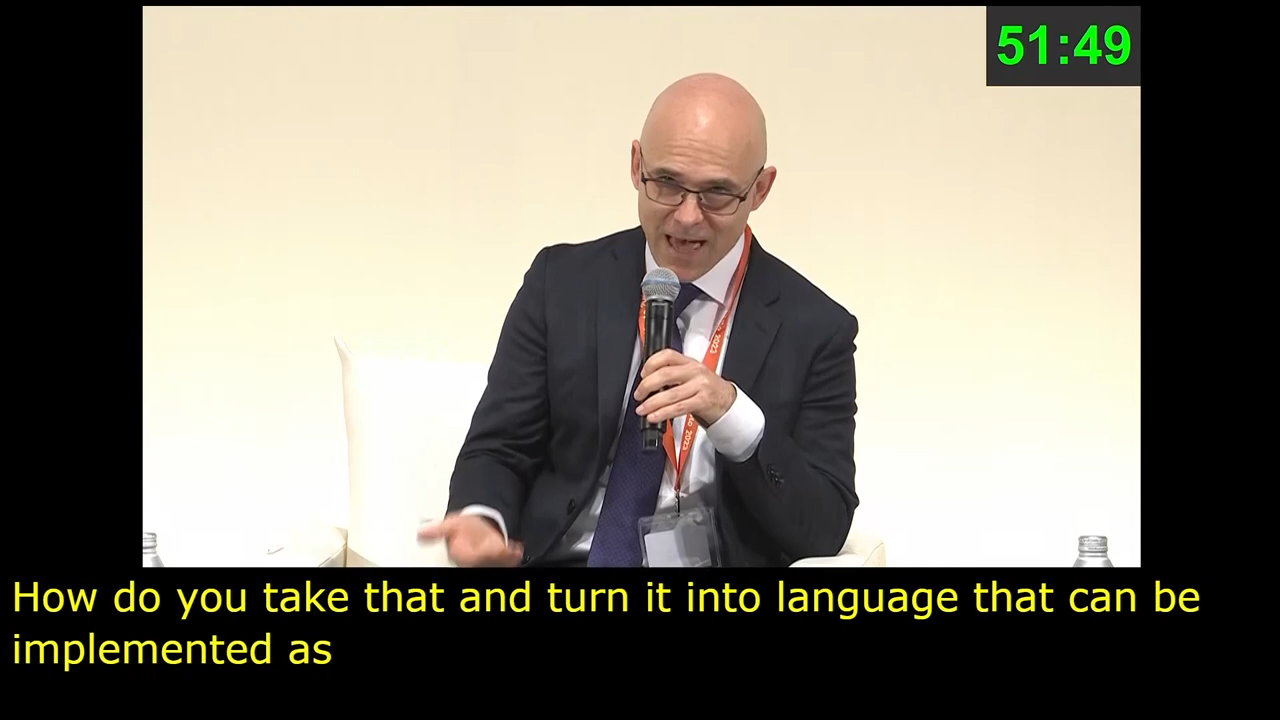 51:49
How do you take that and turn it into language that can be
implemented as